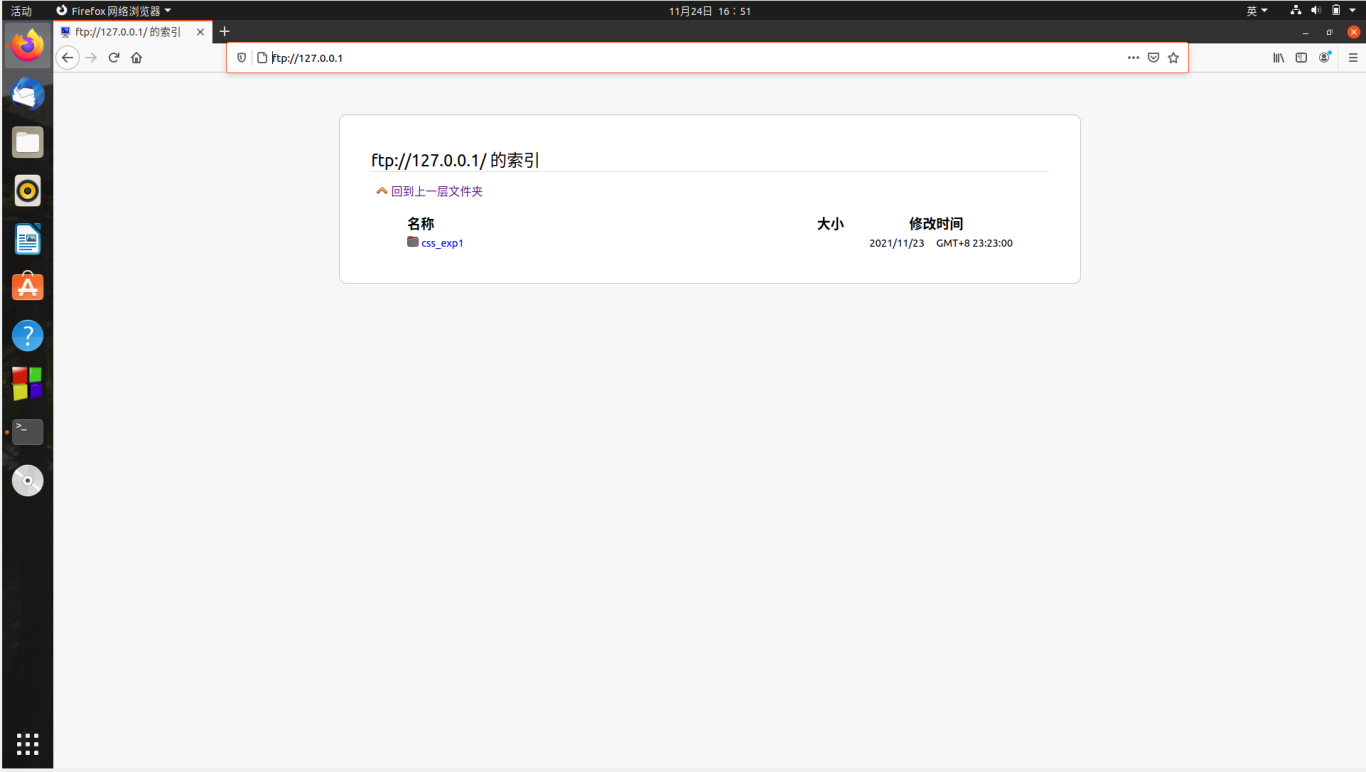 活动 Firefox 网络浏览器 11月24日 16：51 英
ftp://127.0.0.1/ 的索引
ftp://127.0.0.1
ftp://127.0.0.1/ 的索引
回到上一层文件夹
名称 大小 修改时间
css_exp1 2021/11/23 GMT+8 23:23:00